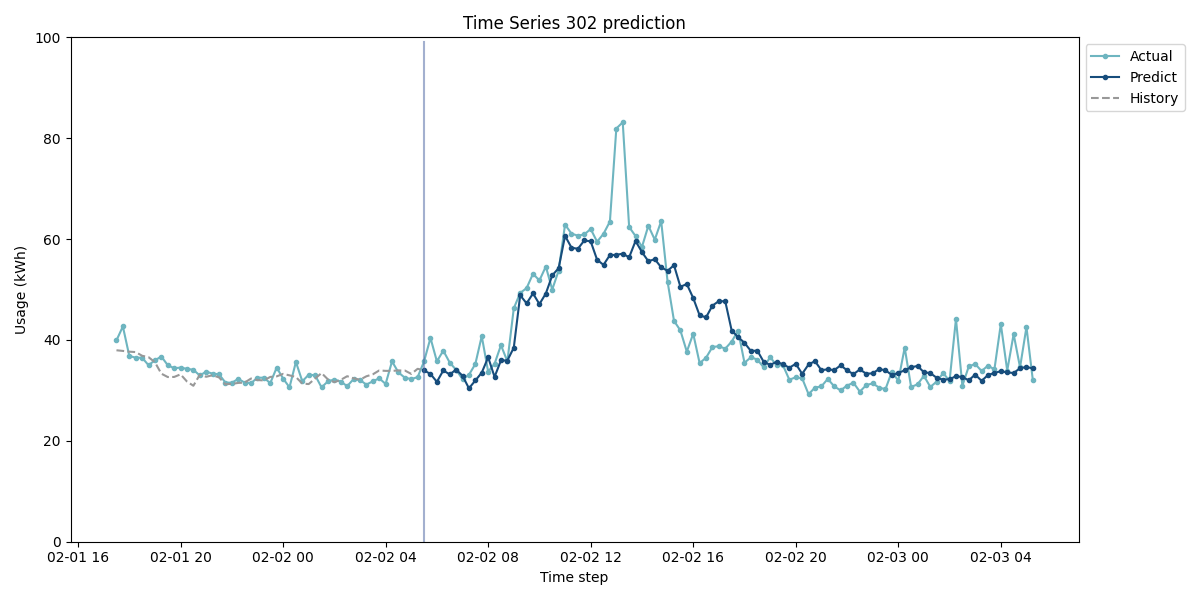 Time Series 302 prediction
100
80
60
40
20
0
Usage (kWh)
02-01 16
02-01 20
02-02 00
02-02 04
02-02 08
02-02 12
02-02 16
02-02 20
02-03 00
02-03 04
Time step
Actual
Predict
History